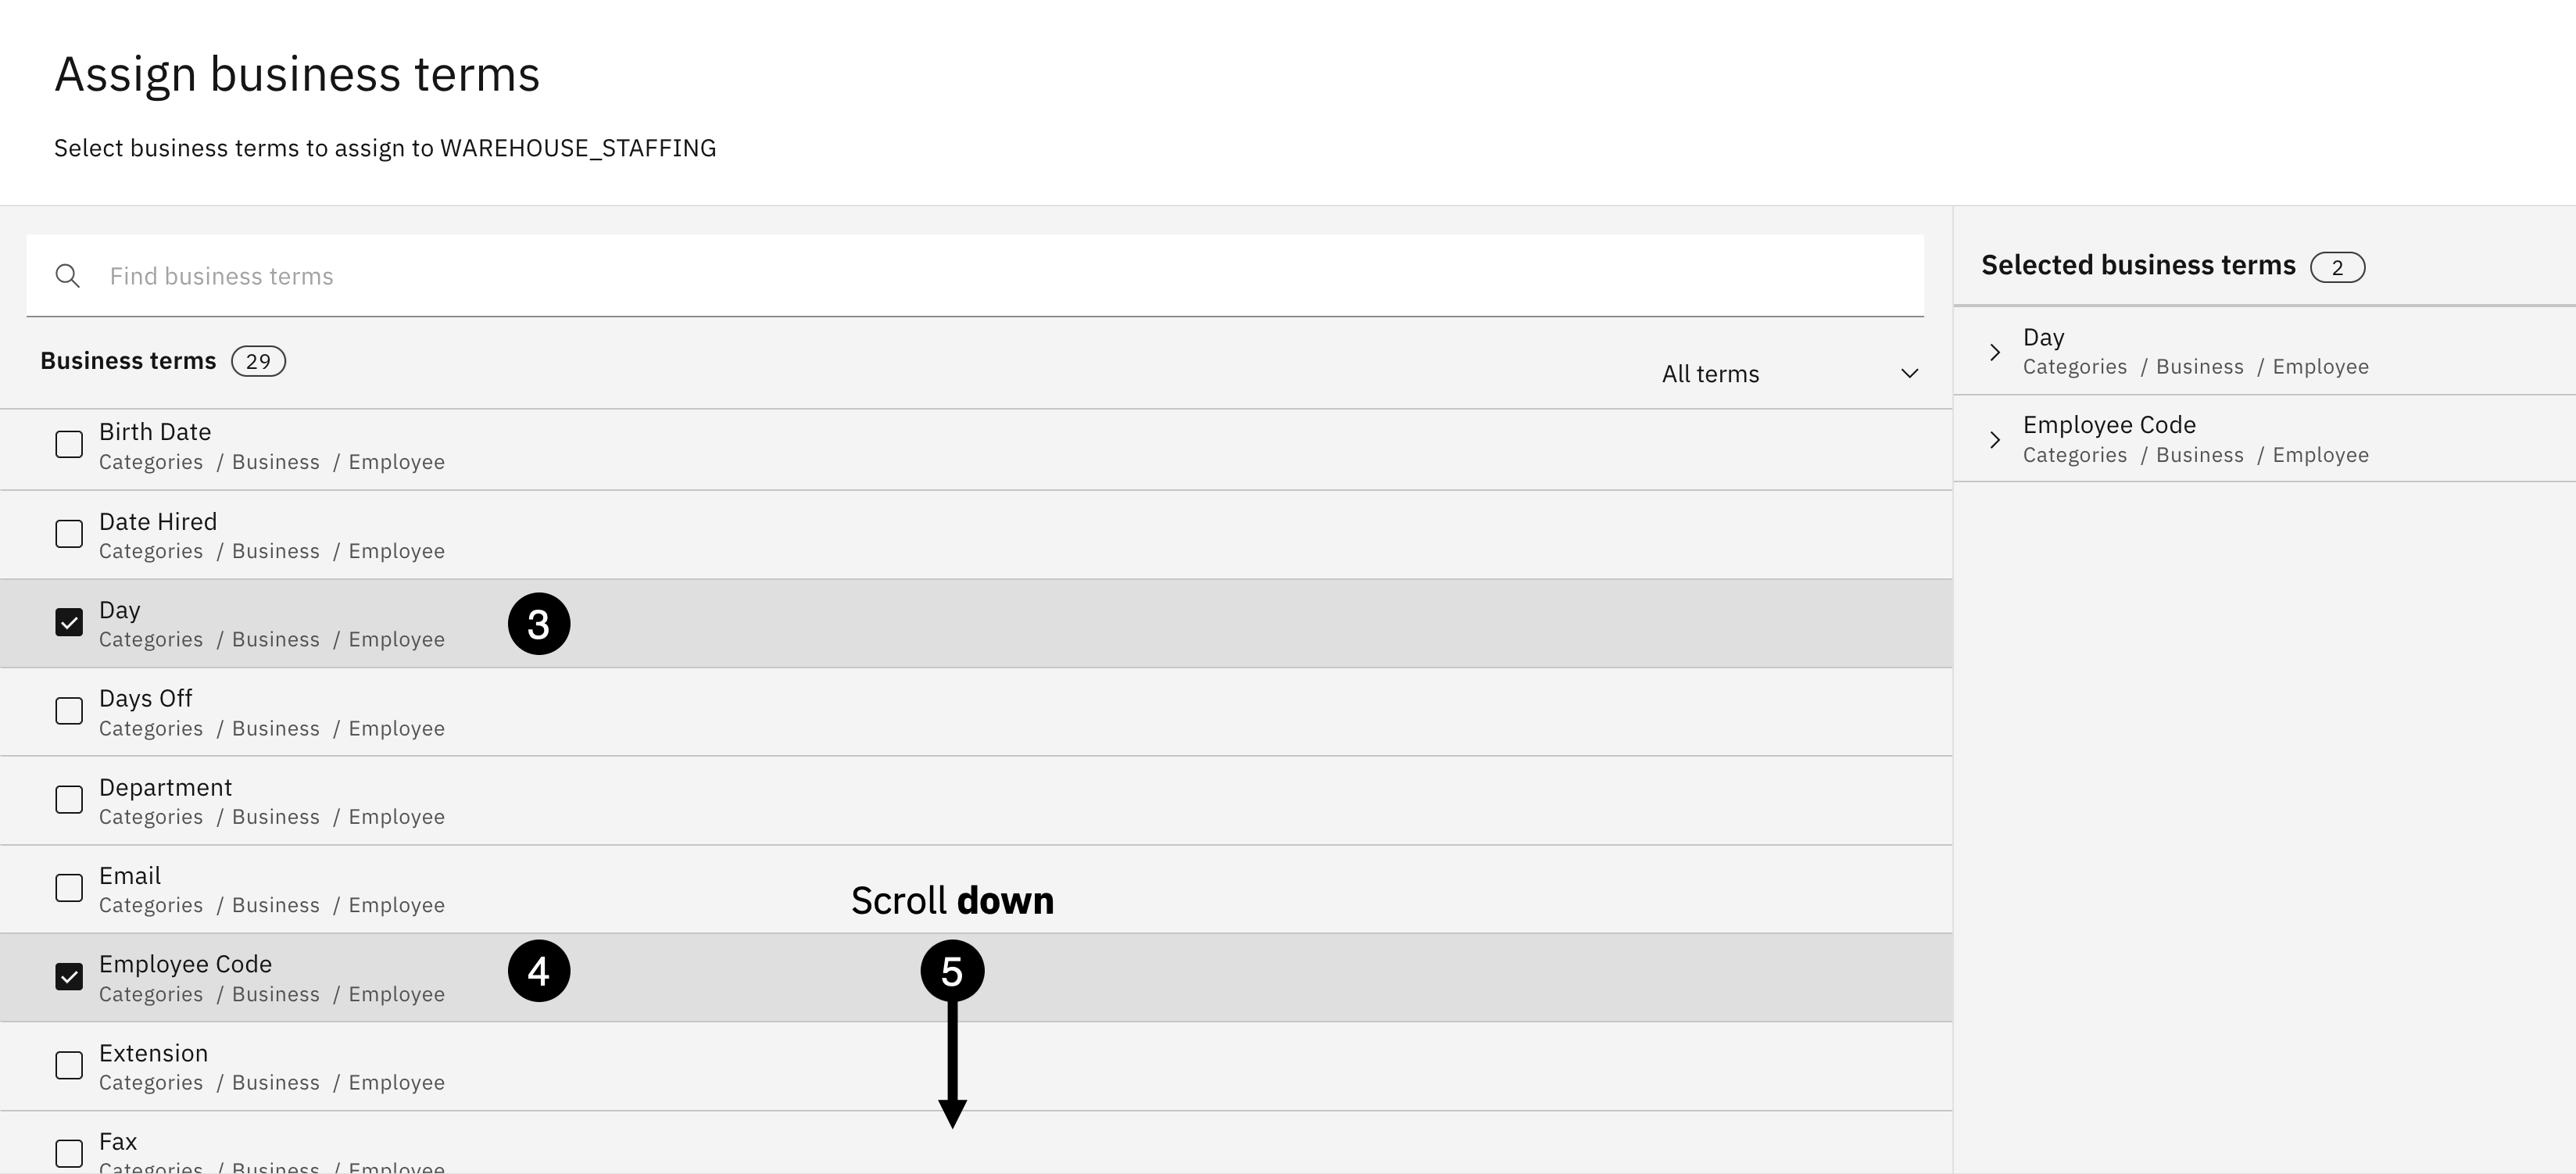 Assign business terms
Select business terms to assign to WAREHOUSE_STAFFING
Find business terms
Business terms 29
All terms
Birth Date
Categories / Business / Employee
Date Hired
Categories / Business / Employee
Day
Categories / Business / Employee
3
Days Off
Categories / Business / Employee
Department
Categories / Business / Employee
Email
Categories / Business / Employee
Scroll down
Employee Code
Categories / Business / Employee
4
5
Extension
Categories / Business / Employee
Fax
Categories / Business / Employee
Selected business terms 2
Day
Categories / Business / Employee
Employee Code
Categories / Business / Employee